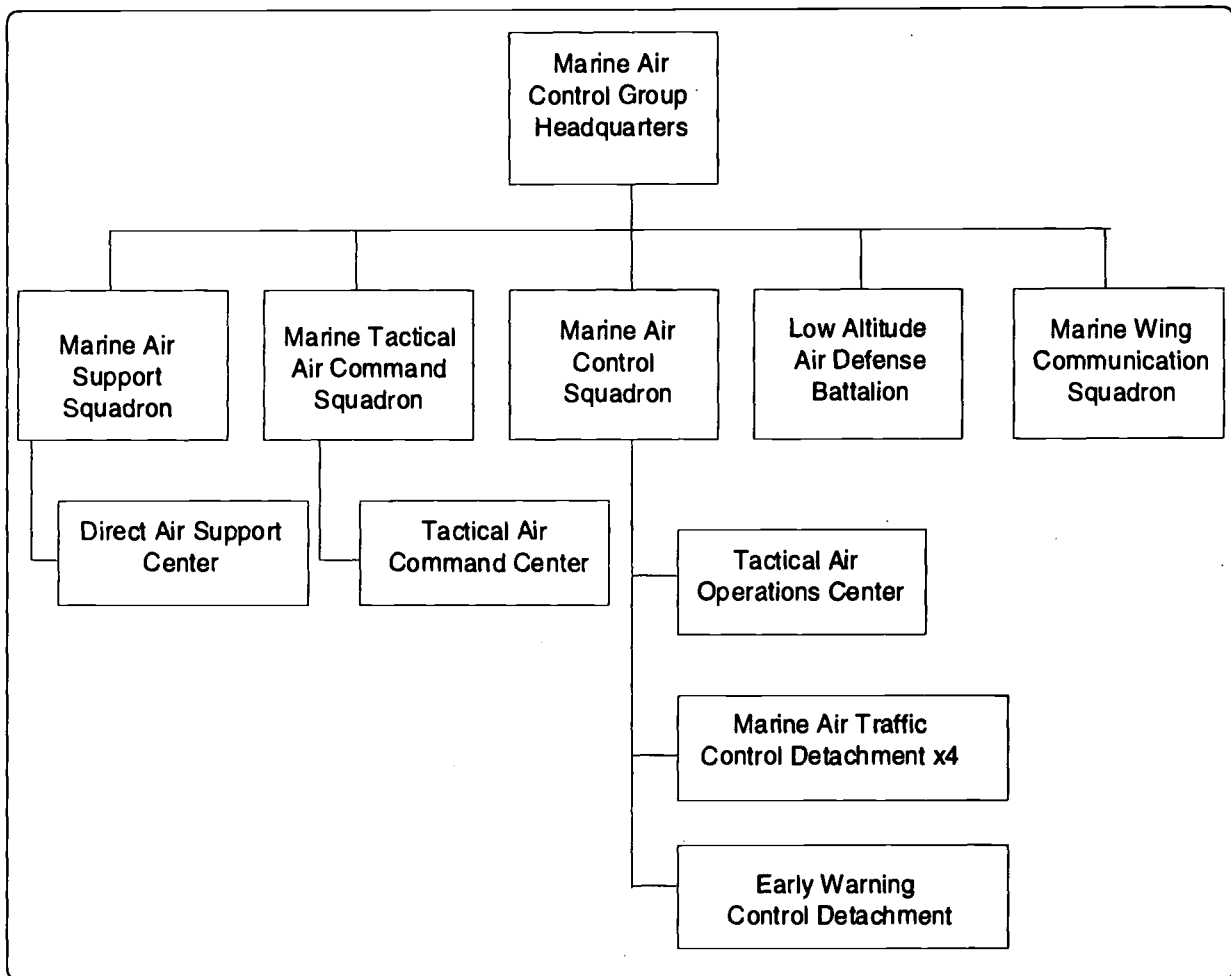 Marine Air
Control Group
Headquarters
Marine Air
Support
Squadron
Marine Tactical
Air Command
Squadron
Marine Air
Control
Squadron
Low Altitude
Air Defense
Battalion
Marine Wing
Communication
Squadron
Direct Air Support
Center
Tactical Air
Command Center
Tactical Air
Operations Center
Marine Air Traffic
Control Detachment x4
Early Warning
Control Detachment